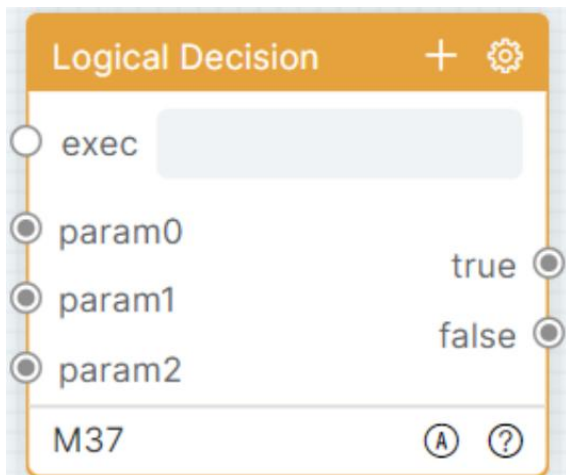 Logical Decision
exec
param0
true
param1
false
param2
M37 A ?